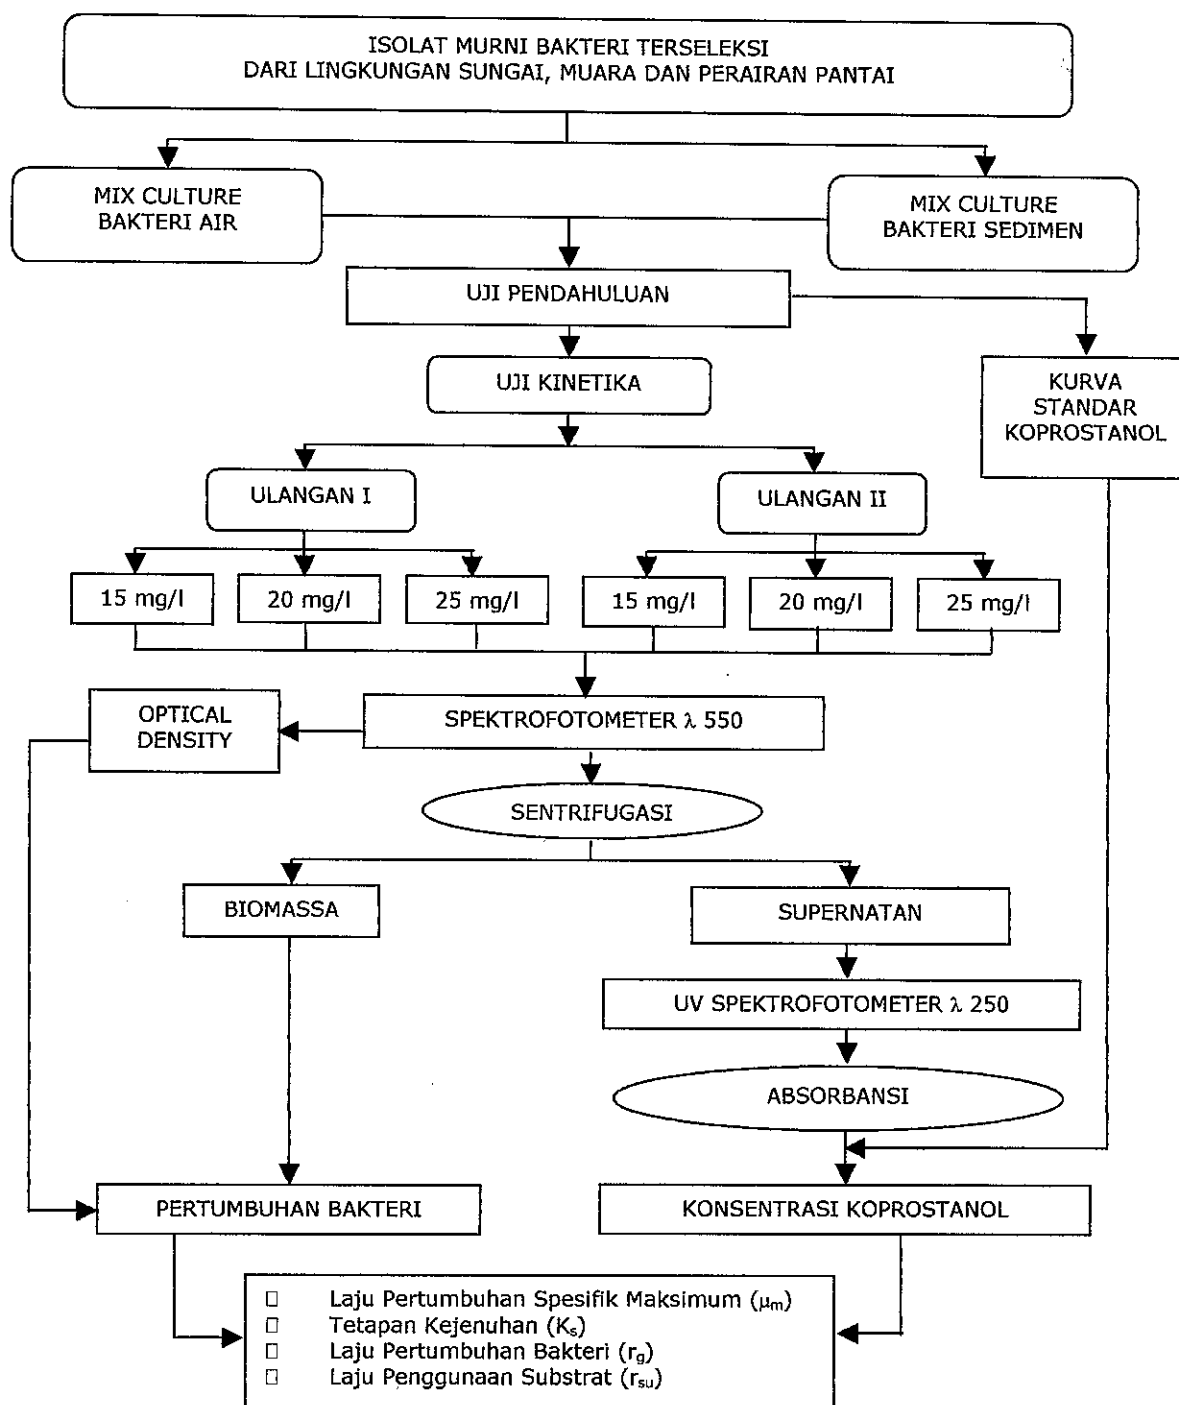 ISOLAT MURNI BAKTERI TERSELEKSI
DARI LINGKUNGAN SUNGAI, MUARA DAN PERAIRAN PANTAI
MIX CULTURE
BAKTERI AIR
MIX CULTURE
BAKTERI SEDIMEN
UJI PENDAHULUAN
UJI KINETIKA
KURVA
STANDAR
KOPROSTANOL
ULANGAN I
ULANGAN II
15 mg/l
20 mg/l
25 mg/l
15 mg/l
20 mg/l
25 mg/l
OPTICAL
DENSITY
SPEKTROFOTOMETER λ 550
SENTRIFUGASI
BIOMASSA
SUPERNATAN
UV SPEKTROFOTOMETER λ 250
ABSORBANSI
PERTUMBUHAN BAKTERI
KONSENTRASI KOPROSTANOL
Laju Pertumbuhan Spesifik Maksimum (μm)
Tetapan Kejenuhan (Ks)
Laju Pertumbuhan Bakteri (rg)
Laju Penggunaan Substrat (rsu)